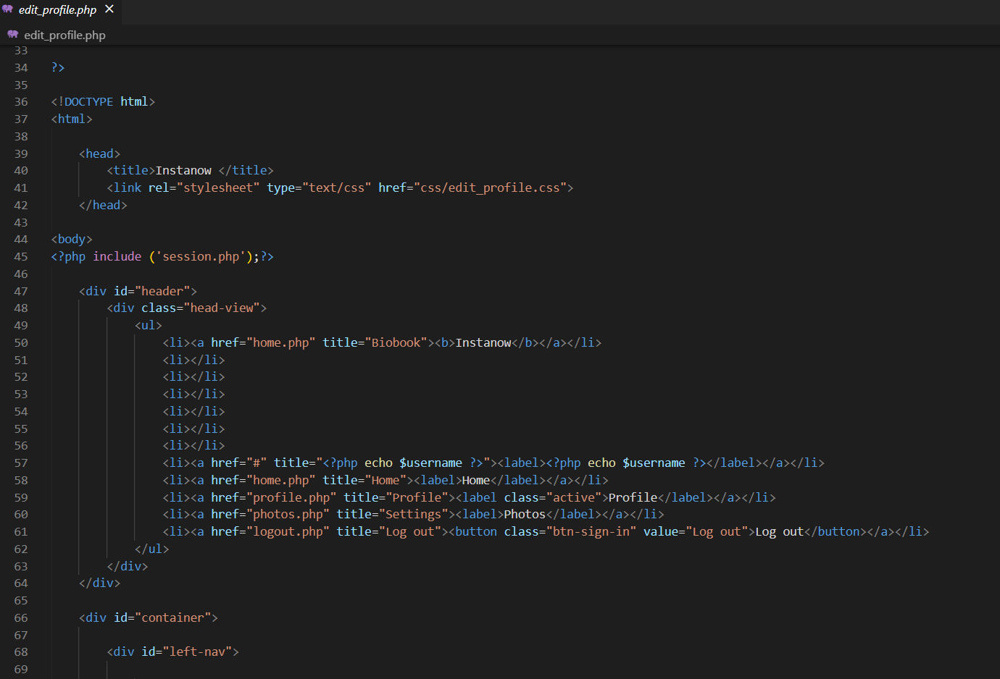 edit_profile.php ✕
edit_profile.php
33
34 ?>
35
36 <!DOCTYPE html>
37 <html>
38
39 <head>
40 <title>Instanow </title>
41 <link rel="stylesheet" type="text/css" href="css/edit_profile.css">
42 </head>
43
44 <body>
45 <?php include ('session.php');?>
46
47 <div id="header">
48 <div class="head-view">
49 <ul>
50 <li><a href="home.php" title="Biobook"><b>Instanow</b></a></li>
51 <li></li>
52 <li></li>
53 <li></li>
54 <li></li>
55 <li></li>
56 <li></li>
57 <li><a href="#" title="<?php echo $username ?>"><label><?php echo $username ?></label></a></li>
58 <li><a href="home.php" title="Home"><label>Home</label></a></li>
59 <li><a href="profile.php" title="Profile"><label class="active">Profile</label></a></li>
60 <li><a href="photos.php" title="Settings"><label>Photos</label></a></li>
61 <li><a href="logout.php" title="Log out"><button class="btn-sign-in" value="Log out">Log out</button></a></li>
62 </ul>
63 </div>
64 </div>
65
66 <div id="container">
67
68 <div id="left-nav">
69